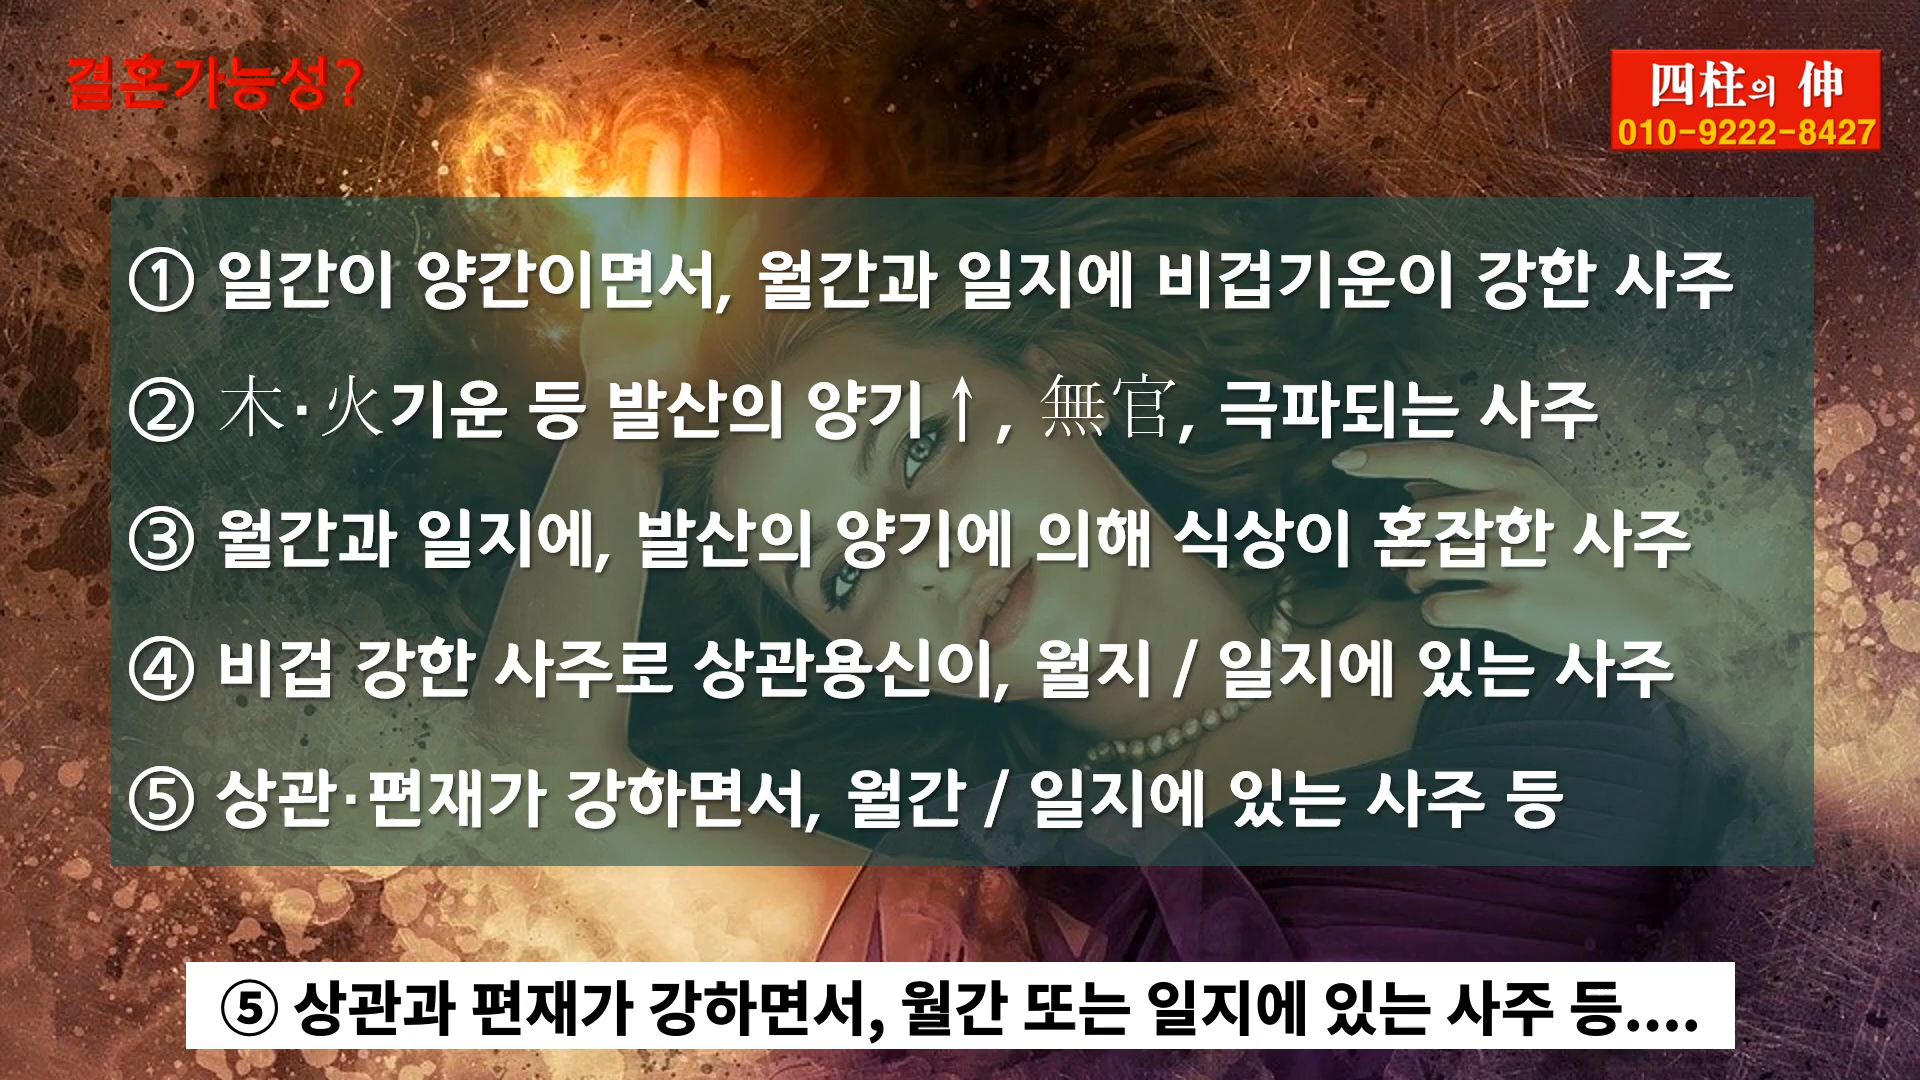 결혼가능성?
四柱의 伸
010-9222-8427
① 일간이 양간이면서, 월간과 일지에 비겁기운이 강한 사주
② 木·火기운 등 발산의 양기↑, 無官, 극파되는 사주
③ 월간과 일지에, 발산의 양기에 의해 식상이 혼잡한 사주
④ 비겁 강한 사주로 상관용신이, 월지 / 일지에 있는 사주
⑤ 상관·편재가 강하면서, 월간 / 일지에 있는 사주 등
⑤ 상관과 편재가 강하면서, 월간 또는 일지에 있는 사주 등....